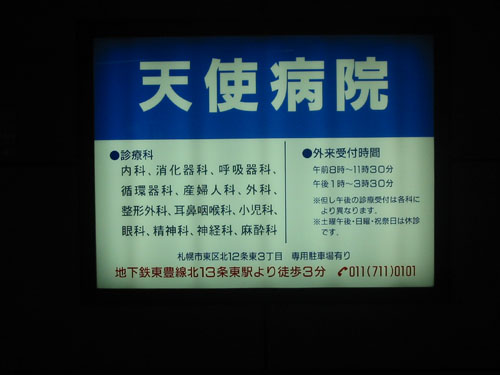 天使病院
●診療科
内科、消化器科、呼吸器科、
循環器科、産婦人科、外科、
整形外科、耳鼻咽喉科、小児科、
眼科、精神科、神経科、麻酔科
●外来受付時間
午前8時〜11時30分
午後1時〜3時30分
※但し午後の診療受付は各科に
より異なります。
※土曜午後・日曜・祝祭日は休診
です。
札幌市東区北12条東3丁目 専用駐車場有り
地下鉄東豊線北13条東駅より徒歩3分 011(711)0101